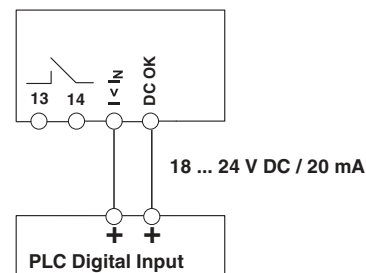 13 14 I < IN DC OK
18 ... 24 V DC / 20 mA
+ +
PLC Digital Input